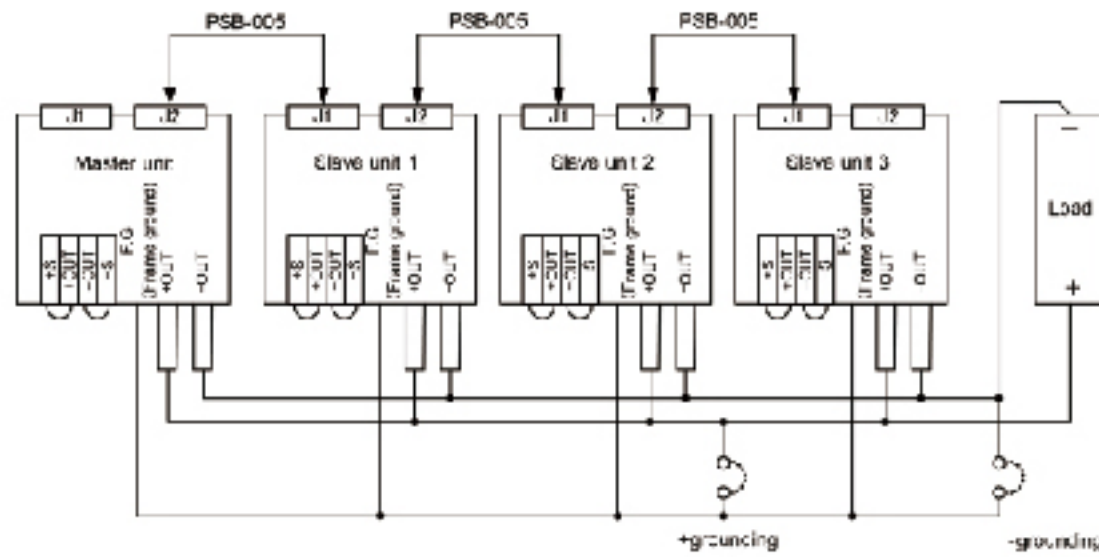 PSB-005 PSB-005 PSB-005
J1 J2 J1 J2 J1 J2 J1 J2
Master unit Slave unit 1 Slave unit 2 Slave unit 3
−
Load
+
+S +OUT −OUT −S F.G (Frame ground) +OUT −OUT
+S +OUT −OUT −S F.G (Frame ground) +OUT −OUT
+S +OUT −OUT -S F.G (Frame ground) +OUT −OUT
+S +OUT −OUT -S F.G (Frame ground) +OUT −OUT
+grounding
-grounding